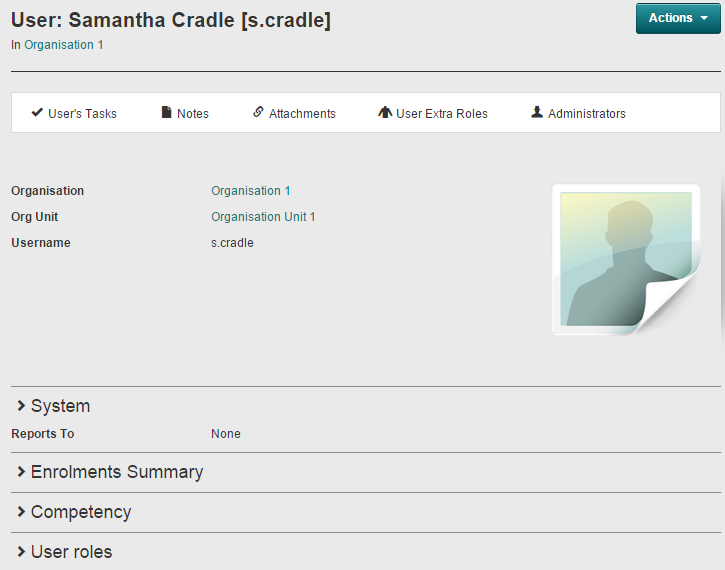 User: Samantha Cradle [s.cradle]
Actions
In Organisation 1
User's Tasks Notes Attachments User Extra Roles Administrators
Organisation Organisation 1
Org Unit Organisation Unit 1
Username s.cradle
System
Reports To None
Enrolments Summary
Competency
User roles